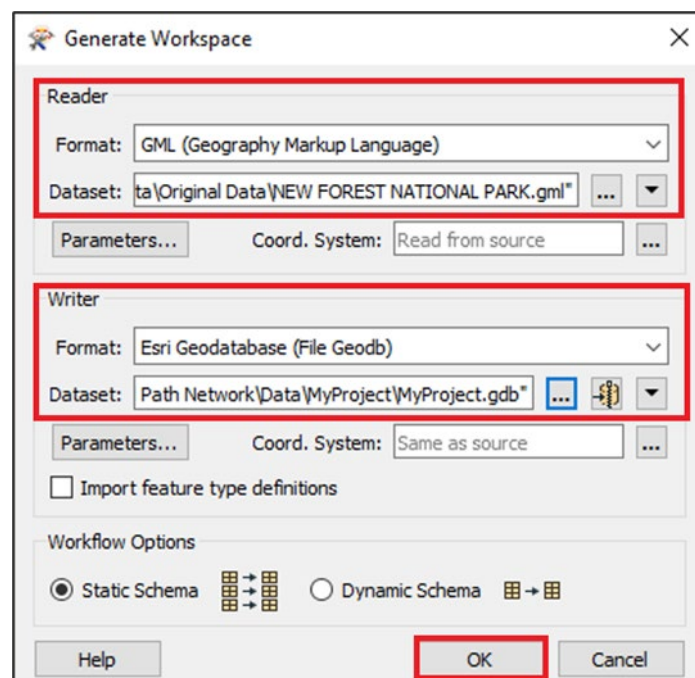 Generate Workspace
Reader
Format: GML (Geography Markup Language)
Dataset: ta\Original Data\NEW FOREST NATIONAL PARK.gml" ...
Parameters... Coord. System: Read from source ...
Writer
Format: Esri Geodatabase (File Geodb)
Dataset: Path Network\Data\MyProject\MyProject.gdb" ...
Parameters... Coord. System: Same as source ...
Import feature type definitions
Workflow Options
Static Schema Dynamic Schema
Help OK Cancel